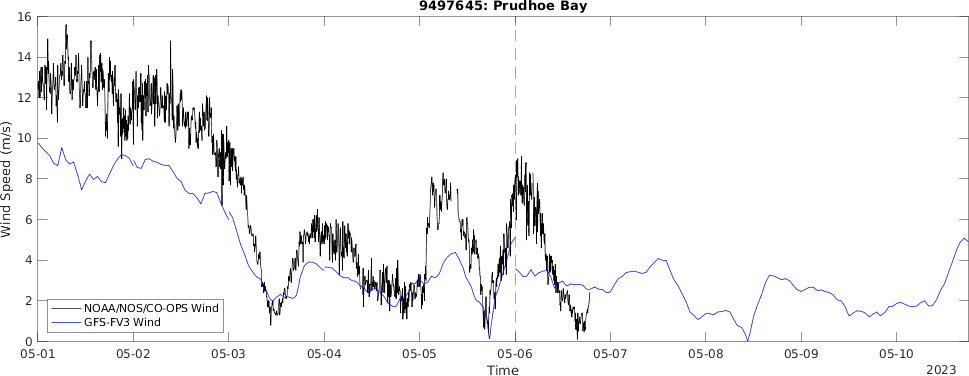 9497645: Prudhoe Bay
16
14
12
10
8
6
4
2
0
Wind Speed (m/s)
NOAA/NOS/CO-OPS Wind
GFS-FV3 Wind
05-01 05-02 05-03 05-04 05-05 05-06 05-07 05-08 05-09 05-10
Time
2023